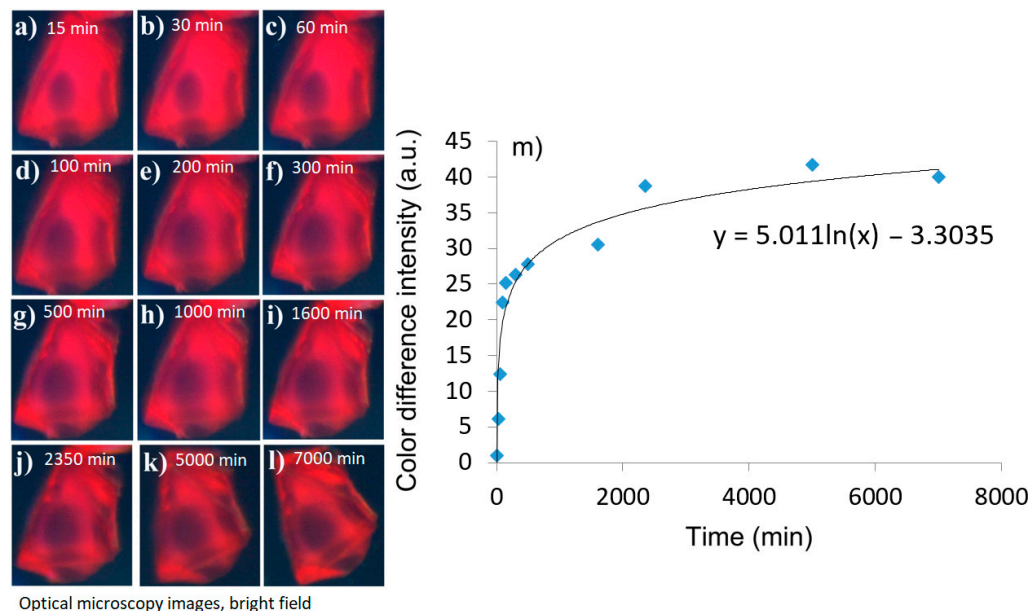 a) 15 min
b) 30 min
c) 60 min
d) 100 min
e) 200 min
f) 300 min
g) 500 min
h) 1000 min
i) 1600 min
j) 2350 min
k) 5000 min
l) 7000 min
Optical microscopy images, bright field
m)
Color difference intensity (a.u.)
45
40
35
30
25
20
15
10
5
0
y = 5.011ln(x) − 3.3035
0 2000 4000 6000 8000
Time (min)